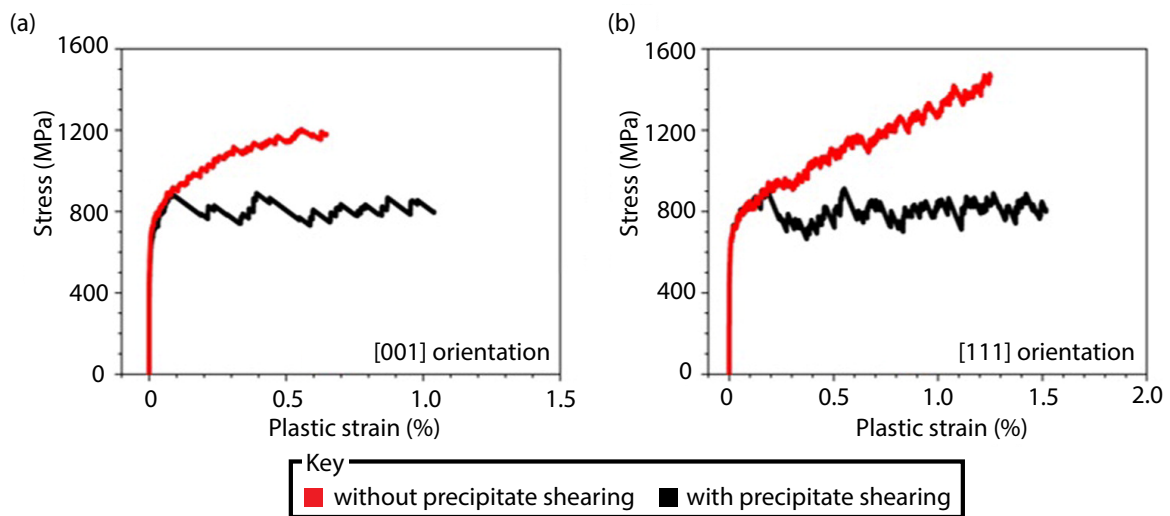 (a)
1600
1200
800
400
0
Stress (MPa)
[001] orientation
0 0.5 1.0 1.5
Plastic strain (%)
(b)
1600
1200
800
400
0
Stress (MPa)
[111] orientation
0 0.5 1.0 1.5 2.0
Plastic strain (%)
Key
without precipitate shearing with precipitate shearing